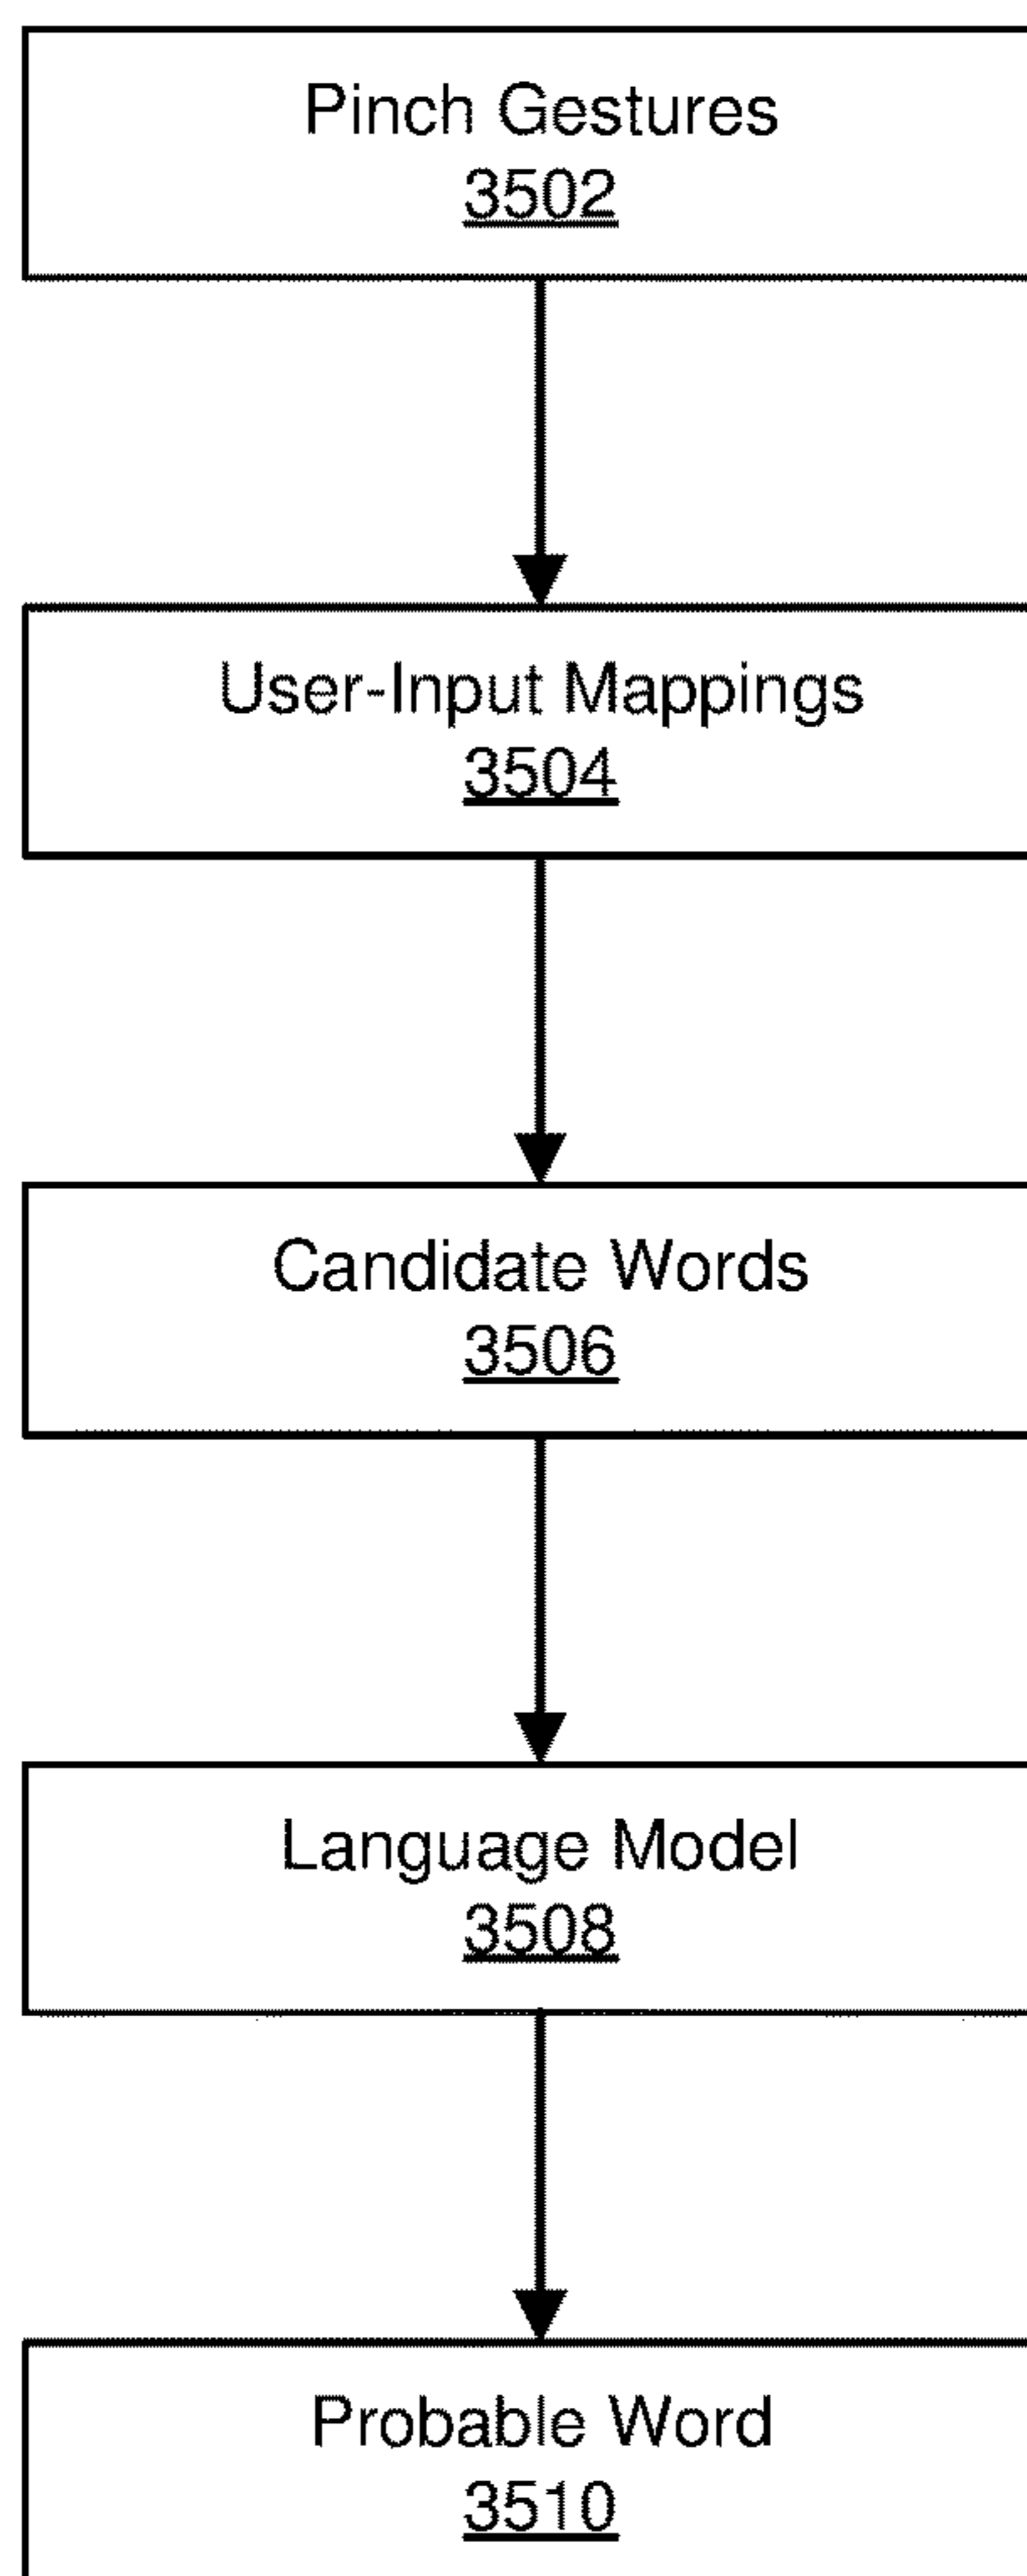 Pinch Gestures
3502
User-Input Mappings
3504
Candidate Words
3506
Language Model
3508
Probable Word
3510